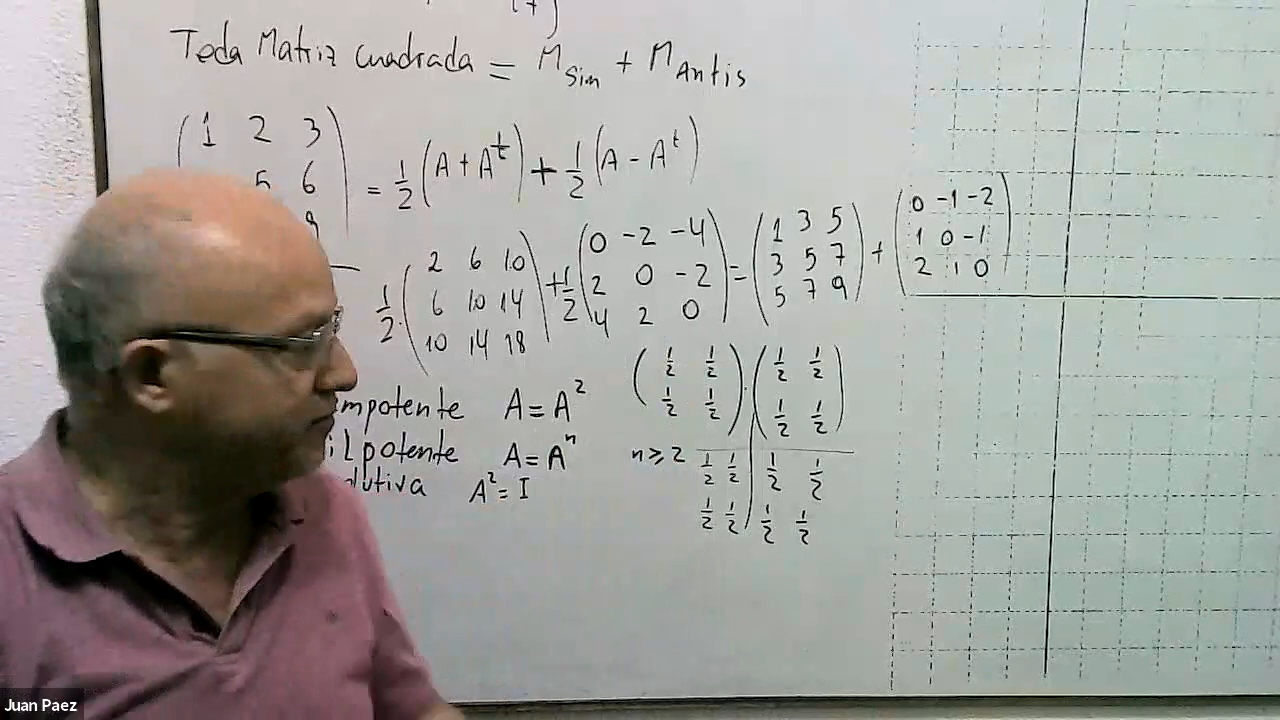 Toda Matriz Cuadrada = M Sim + M Antis
( 1 2 3
5 6
9 ) = 1/2 (A + A^t) + 1/2 (A - A^t)
1/2 · ( 2 6 10
6 10 14
10 14 18 ) + 1/2 ( 0 -2 -4
2 0 -2
4 2 0 ) = ( 1 3 5
3 5 7
5 7 9 ) + ( 0 -1 -2
1 0 -1
2 1 0 )
mpotente A = A^2
ilpotente A = A^n n ≥ 2
lutiva A^2 = I
( 1/2 1/2
1/2 1/2 ) · ( 1/2 1/2
1/2 1/2 )
1/2 1/2 | 1/2 1/2
1/2 1/2 | 1/2 1/2
Juan Paez